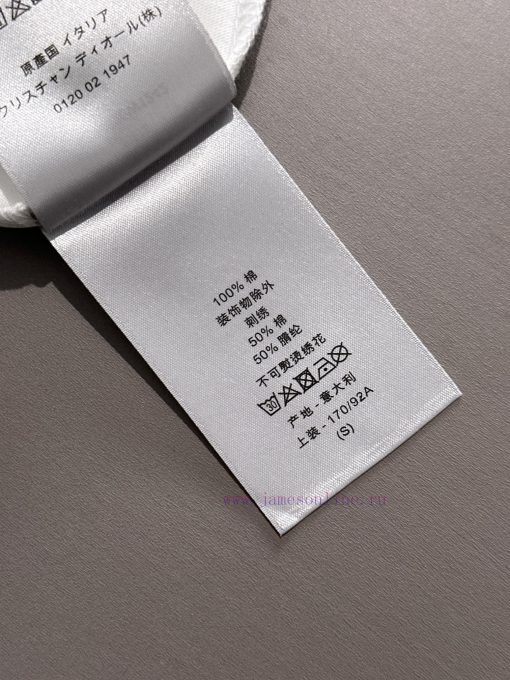 原産国 イタリア
クリスチャン ディオール(株)
0120 02 1947
100% 棉
装饰物除外
刺绣
50% 棉
50% 腈纶
不可熨烫绣花
30
产地 - 意大利
上装 - 170/92A
(S)
www.jamesouline.ru